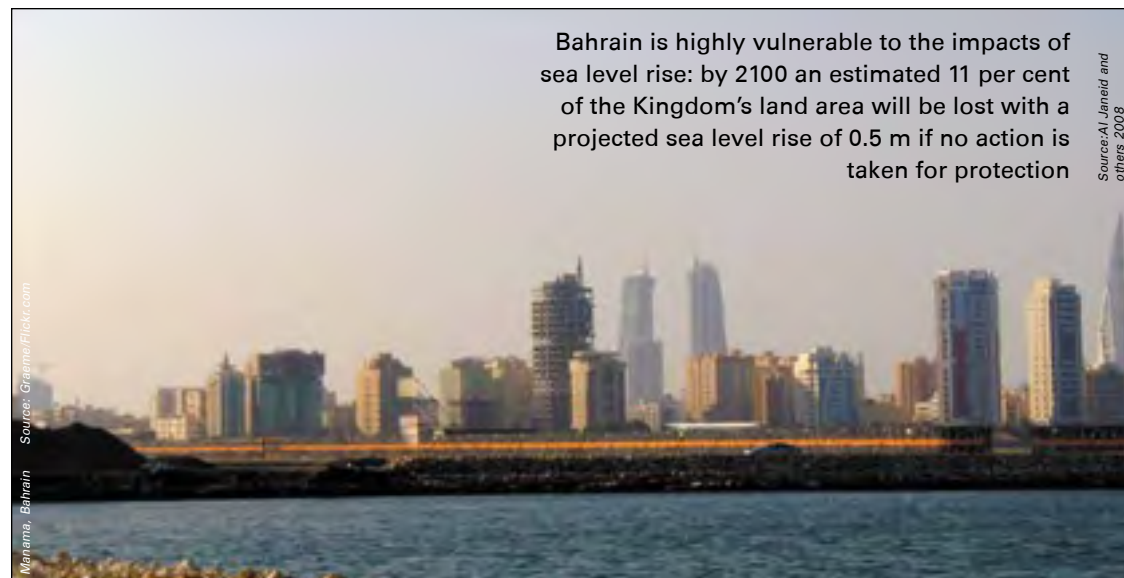 Bahrain is highly vulnerable to the impacts of
sea level rise: by 2100 an estimated 11 per cent
of the Kingdom's land area will be lost with a
projected sea level rise of 0.5 m if no action is
taken for protection
Source:Al Janeid and
others 2008
Manama, Bahrain Source: Graeme/Flickr.com